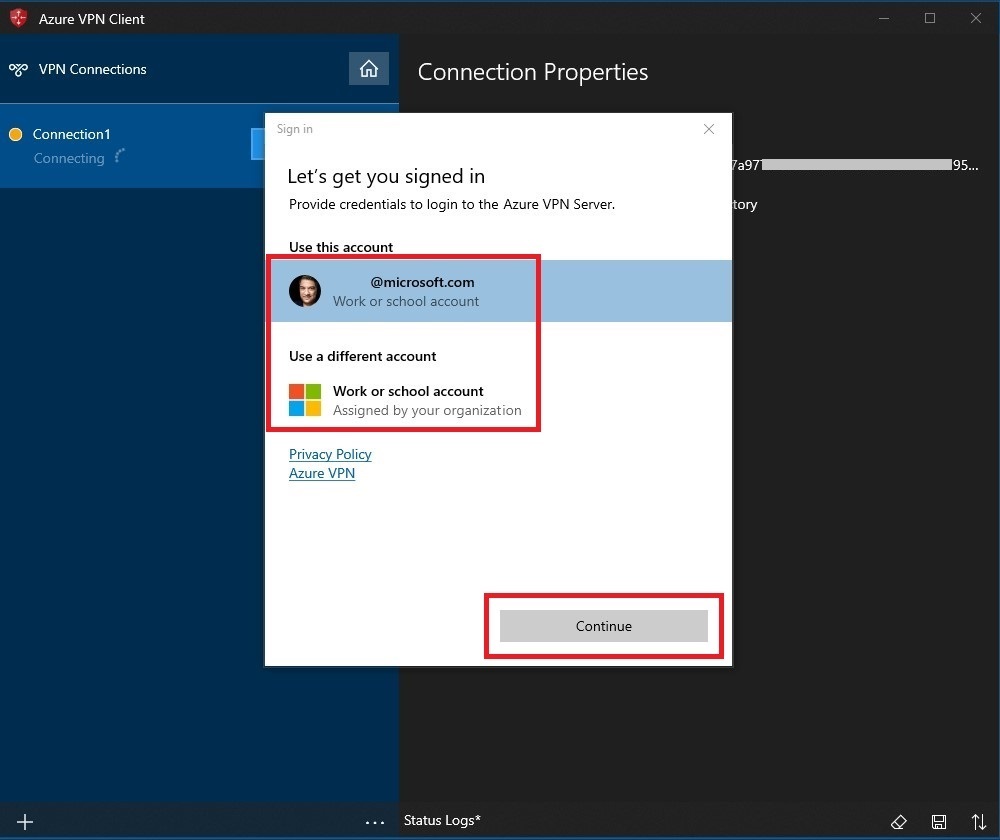 Azure VPN Client
VPN Connections
Connection Properties
Connection1
Connecting
Sign in
7a97
95...
Let's get you signed in
Provide credentials to login to the Azure VPN Server.
tory
Use this account
@microsoft.com
Work or school account
Use a different account
Work or school account
Assigned by your organization
Privacy Policy
Azure VPN
Continue
Status Logs*